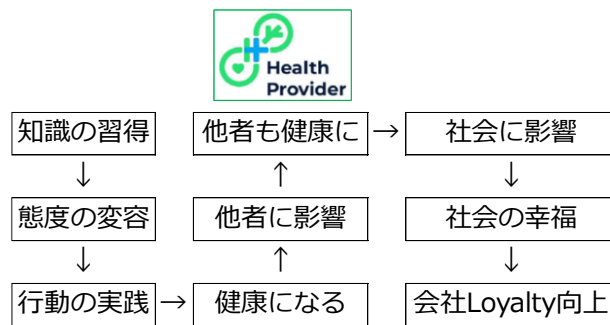 Health
Provider
知識の習得
↓
態度の変容
↓
行動の実践
→
健康になる
↑
他者に影響
↑
他者も健康に
→
社会に影響
↓
社会の幸福
↓
会社Loyalty向上